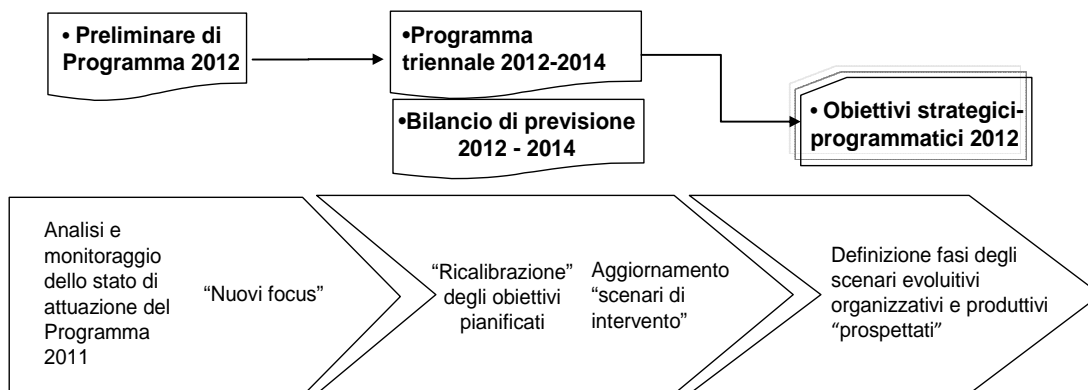 • Preliminare di
Programma 2012
•Programma
triennale 2012-2014
•Bilancio di previsione
2012 - 2014
• Obiettivi strategici-
programmatici 2012
Analisi e
monitoraggio
dello stato di
attuazione del
Programma
2011
“Nuovi focus”
“Ricalibrazione”
degli obiettivi
pianificati
Aggiornamento
“scenari di
intervento”
Definizione fasi degli
scenari evoluitivi
organizzativi e produttivi
“prospettati”